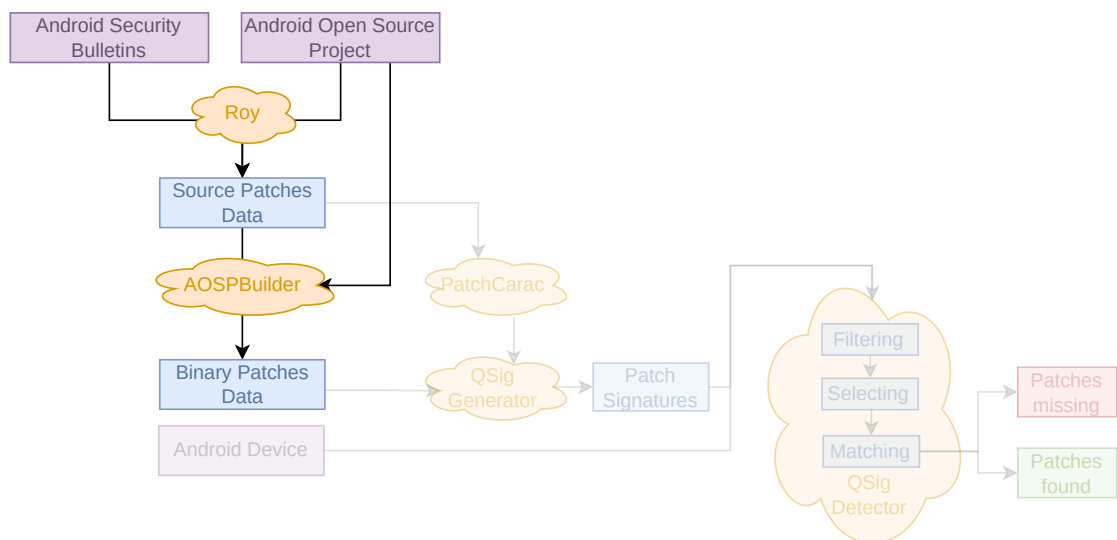 Android Security
Bulletins
Android Open Source
Project
Roy
Source Patches
Data
AOSPBuilder
PatchCarac
Binary Patches
Data
QSig
Generator
Patch
Signatures
Android Device
Filtering
Selecting
Matching
QSig
Detector
Patches
missing
Patches
found